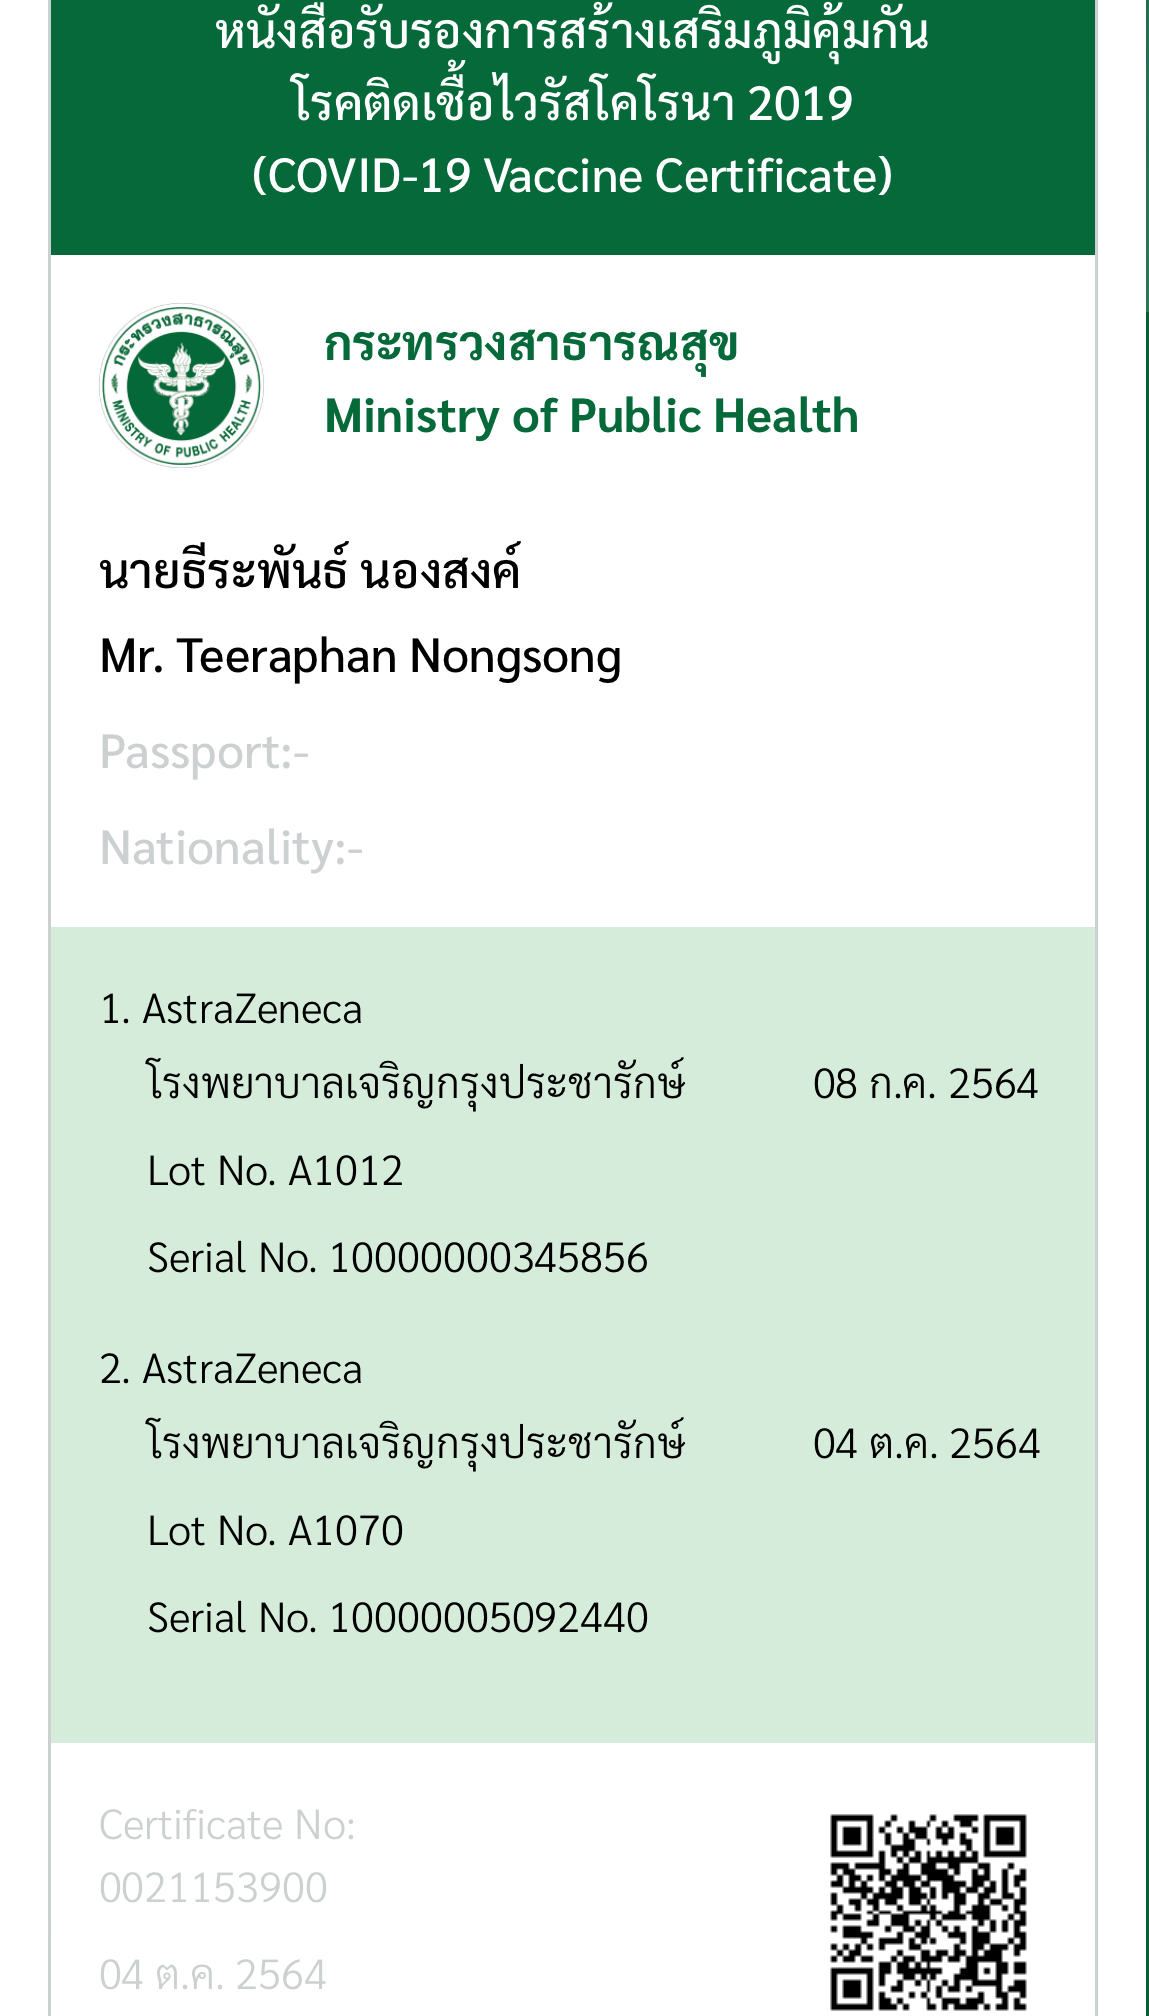 หนังสือรับรองการสร้างเสริมภูมิคุ้มกัน
โรคติดเชื้อไวรัสโคโรนา 2019
(COVID-19 Vaccine Certificate)
กระทรวงสาธารณสุข
MINISTRY OF PUBLIC HEALTH
กระทรวงสาธารณสุข
Ministry of Public Health
นายธีระพันธ์ นองสงค์
Mr. Teeraphan Nongsong
Passport:-
Nationality:-
1. AstraZeneca
โรงพยาบาลเจริญกรุงประชารักษ์ 08 ก.ค. 2564
Lot No. A1012
Serial No. 10000000345856
2. AstraZeneca
โรงพยาบาลเจริญกรุงประชารักษ์ 04 ต.ค. 2564
Lot No. A1070
Serial No. 10000005092440
Certificate No:
0021153900
04 ต.ค. 2564